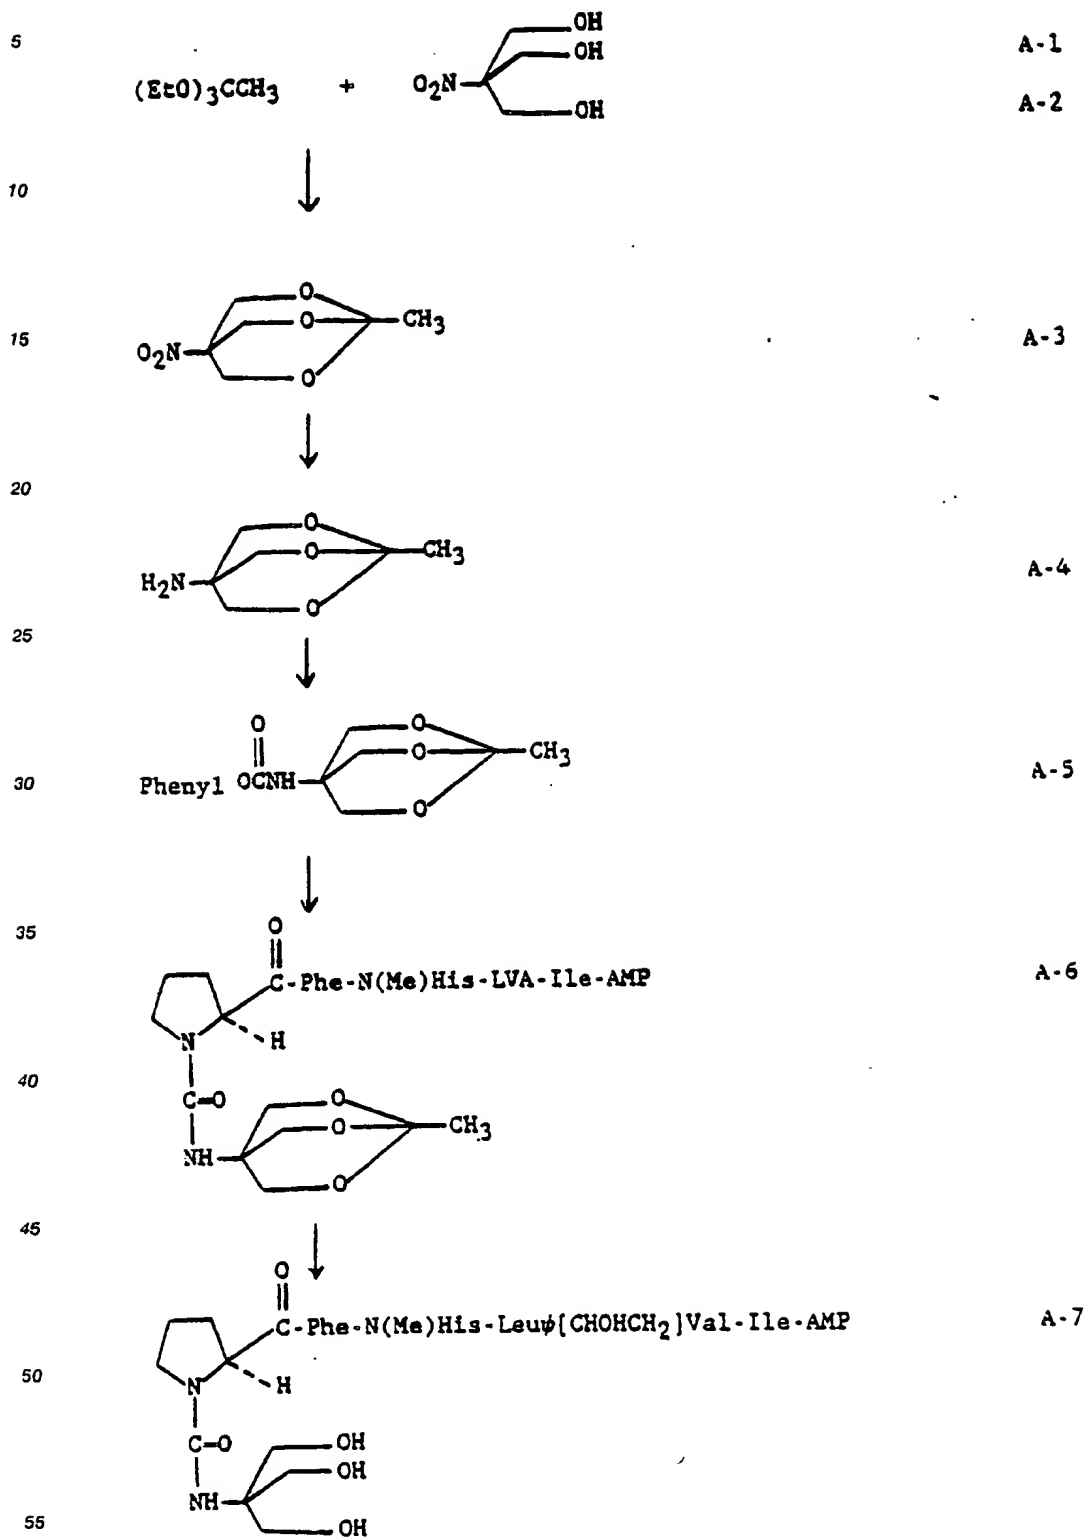 5
OH
A-1
OH
(EtO)3CCH3 + O2N
OH
A-2
10
O
O
CH3
15
O2N
A-3
O
20
O
O
CH3
H2N
A-4
O
25
O
O
O
CH3
Phenyl OCNH
A-5
30
O
35
O
C-Phe-N(Me)His-LVA-Ile-AMP
A-6
N
H
40
C=O
O
O
CH3
NH
O
45
O
C-Phe-N(Me)His-Leuψ[CHOHCH2]Val-Ile-AMP
A-7
50
N
H
C=O
OH
OH
NH
55
OH